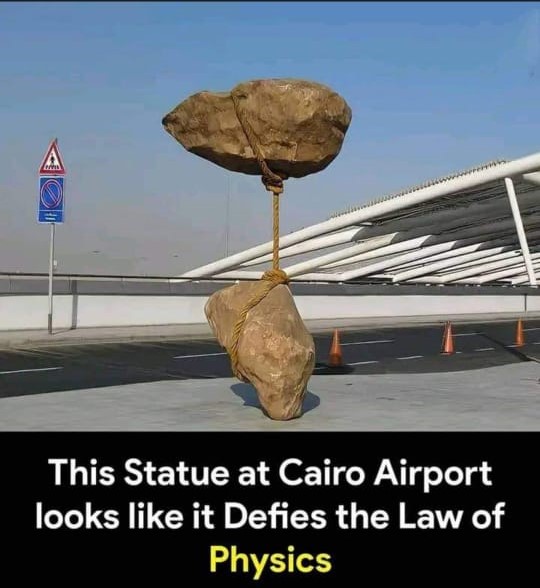 This Statue at Cairo Airport
looks like it Defies the Law of
Physics